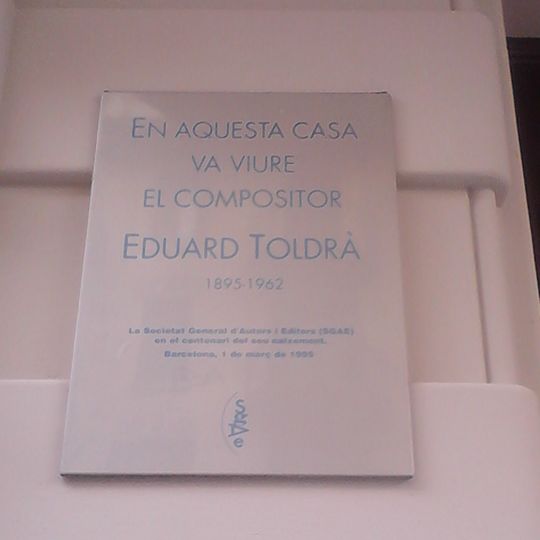 EN AQUESTA CASA
VA VIURE
EL COMPOSITOR
EDUARD TOLDRÀ
1895-1962
La Societat General d'Autors i Editors (SGAE)
en el centenari del seu naixement.
Barcelona, 1 de març de 1995